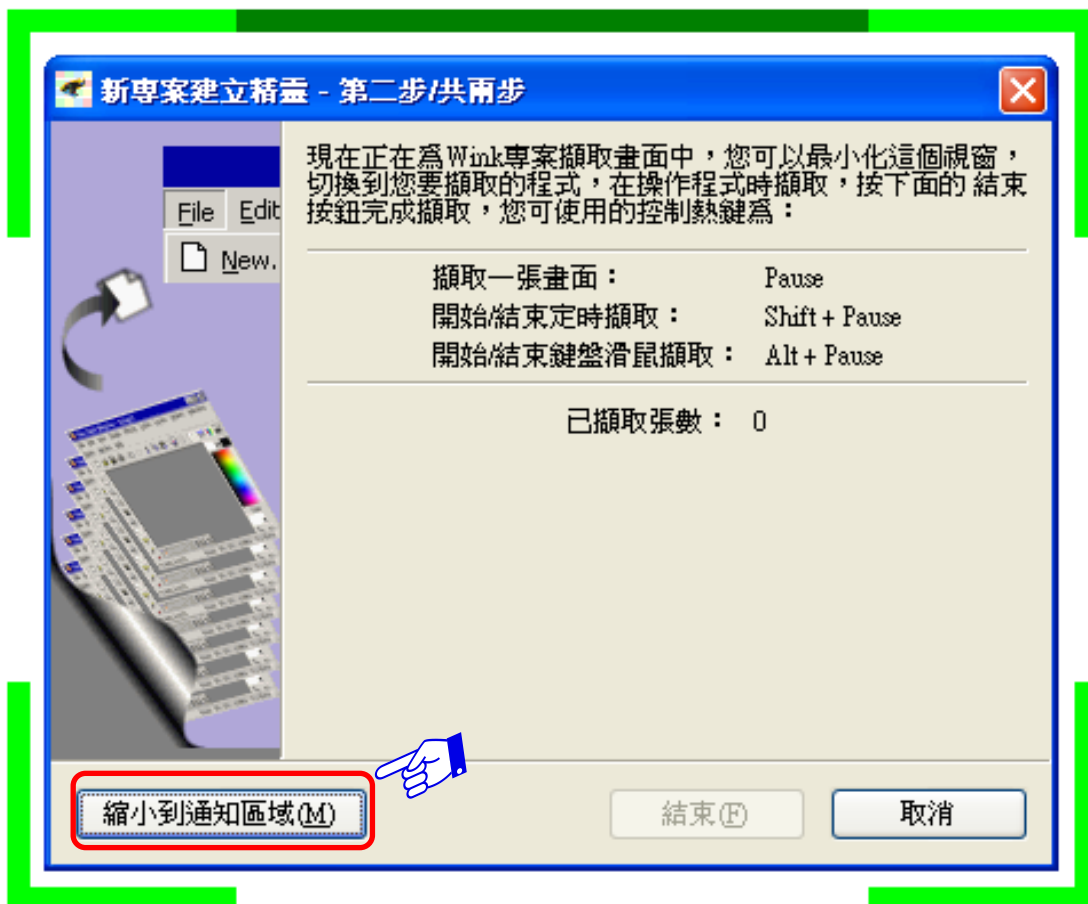 新專案建立精靈 - 第二步/共兩步
File Edit
New.
現在正在為Wink專案擷取畫面中，您可以最小化這個視窗，
切換到您要擷取的程式，在操作程式時擷取，按下面的 結束
按鈕完成擷取，您可使用的控制熱鍵為：
擷取一張畫面： Pause
開始/結束定時擷取： Shift + Pause
開始/結束鍵盤滑鼠擷取： Alt + Pause
已擷取張數： 0
縮小到通知區域(M) 結束(F) 取消